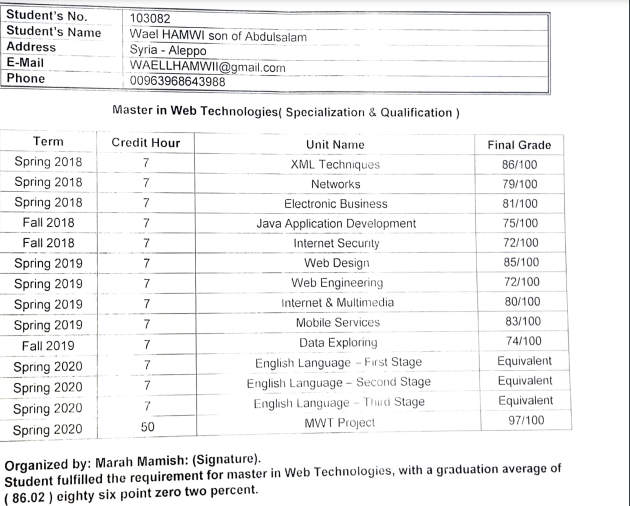 Student's No. 103082
Student's Name Wael HAMWI son of Abdulsalam
Address Syria - Aleppo
E-Mail WAELLHAMWII@gmail.com
Phone 00963968643988
Master in Web Technologies( Specialization & Qualification )
Term Credit Hour Unit Name Final Grade
Spring 2018 7 XML Techniques 86/100
Spring 2018 7 Networks 79/100
Spring 2018 7 Electronic Business 81/100
Fall 2018 7 Java Application Development 75/100
Fall 2018 7 Internet Security 72/100
Spring 2019 7 Web Design 85/100
Spring 2019 7 Web Engineering 72/100
Spring 2019 7 Internet & Multimedia 80/100
Spring 2019 7 Mobile Services 83/100
Fall 2019 7 Data Exploring 74/100
Spring 2020 7 English Language – First Stage Equivalent
Spring 2020 7 English Language – Second Stage Equivalent
Spring 2020 7 English Language – Third Stage Equivalent
Spring 2020 50 MWT Project 97/100
Organized by: Marah Mamish: (Signature).
Student fulfilled the requirement for master in Web Technologies, with a graduation average of
( 86.02 ) eighty six point zero two percent.